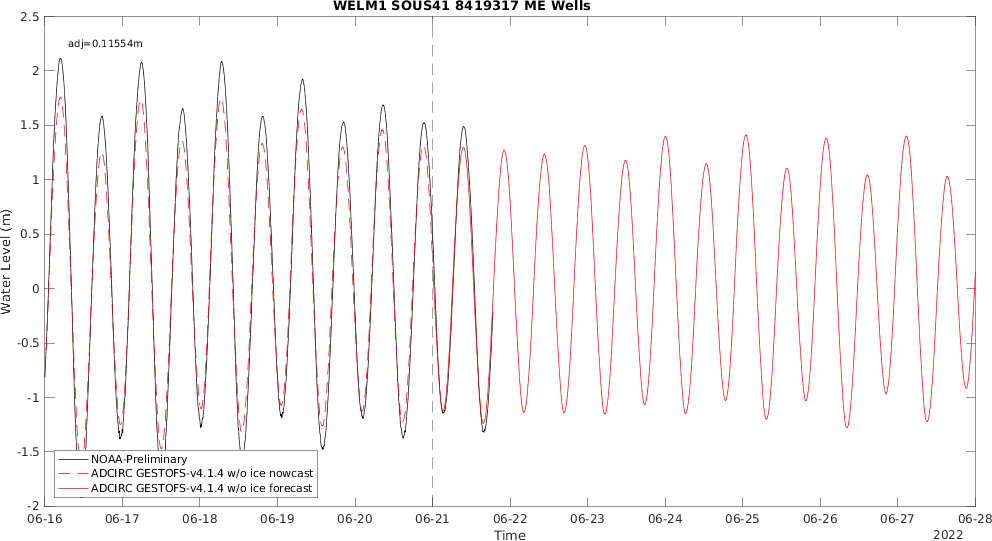 WELM1 SOUS41 8419317 ME Wells
adj=0.11554m
2.5
2
1.5
1
0.5
0
-0.5
-1
-1.5
-2
Water Level (m)
NOAA-Preliminary
ADCIRC GESTOFS-v4.1.4 w/o ice nowcast
ADCIRC GESTOFS-v4.1.4 w/o ice forecast
06-16 06-17 06-18 06-19 06-20 06-21 06-22 06-23 06-24 06-25 06-26 06-27 06-28
Time
2022